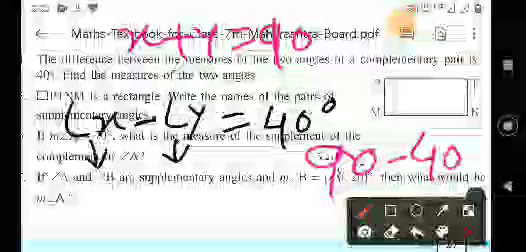 Maths-Textbook-for-Class-7th-Maharashtra-Board.pdf
x+y=90
The difference between the measures of the two angles of a complementary pair is
40°. Find the measures of the two angles
□PTNM is a rectangle. Write the names of the pairs of
supplementary angles.
M N
∠x - ∠y = 40°
If m∠ 70°, what is the measure of the supplement of the
complement of
90-40
If ∠A and ∠B are supplementary angles and m∠B = then what would be
m∠A